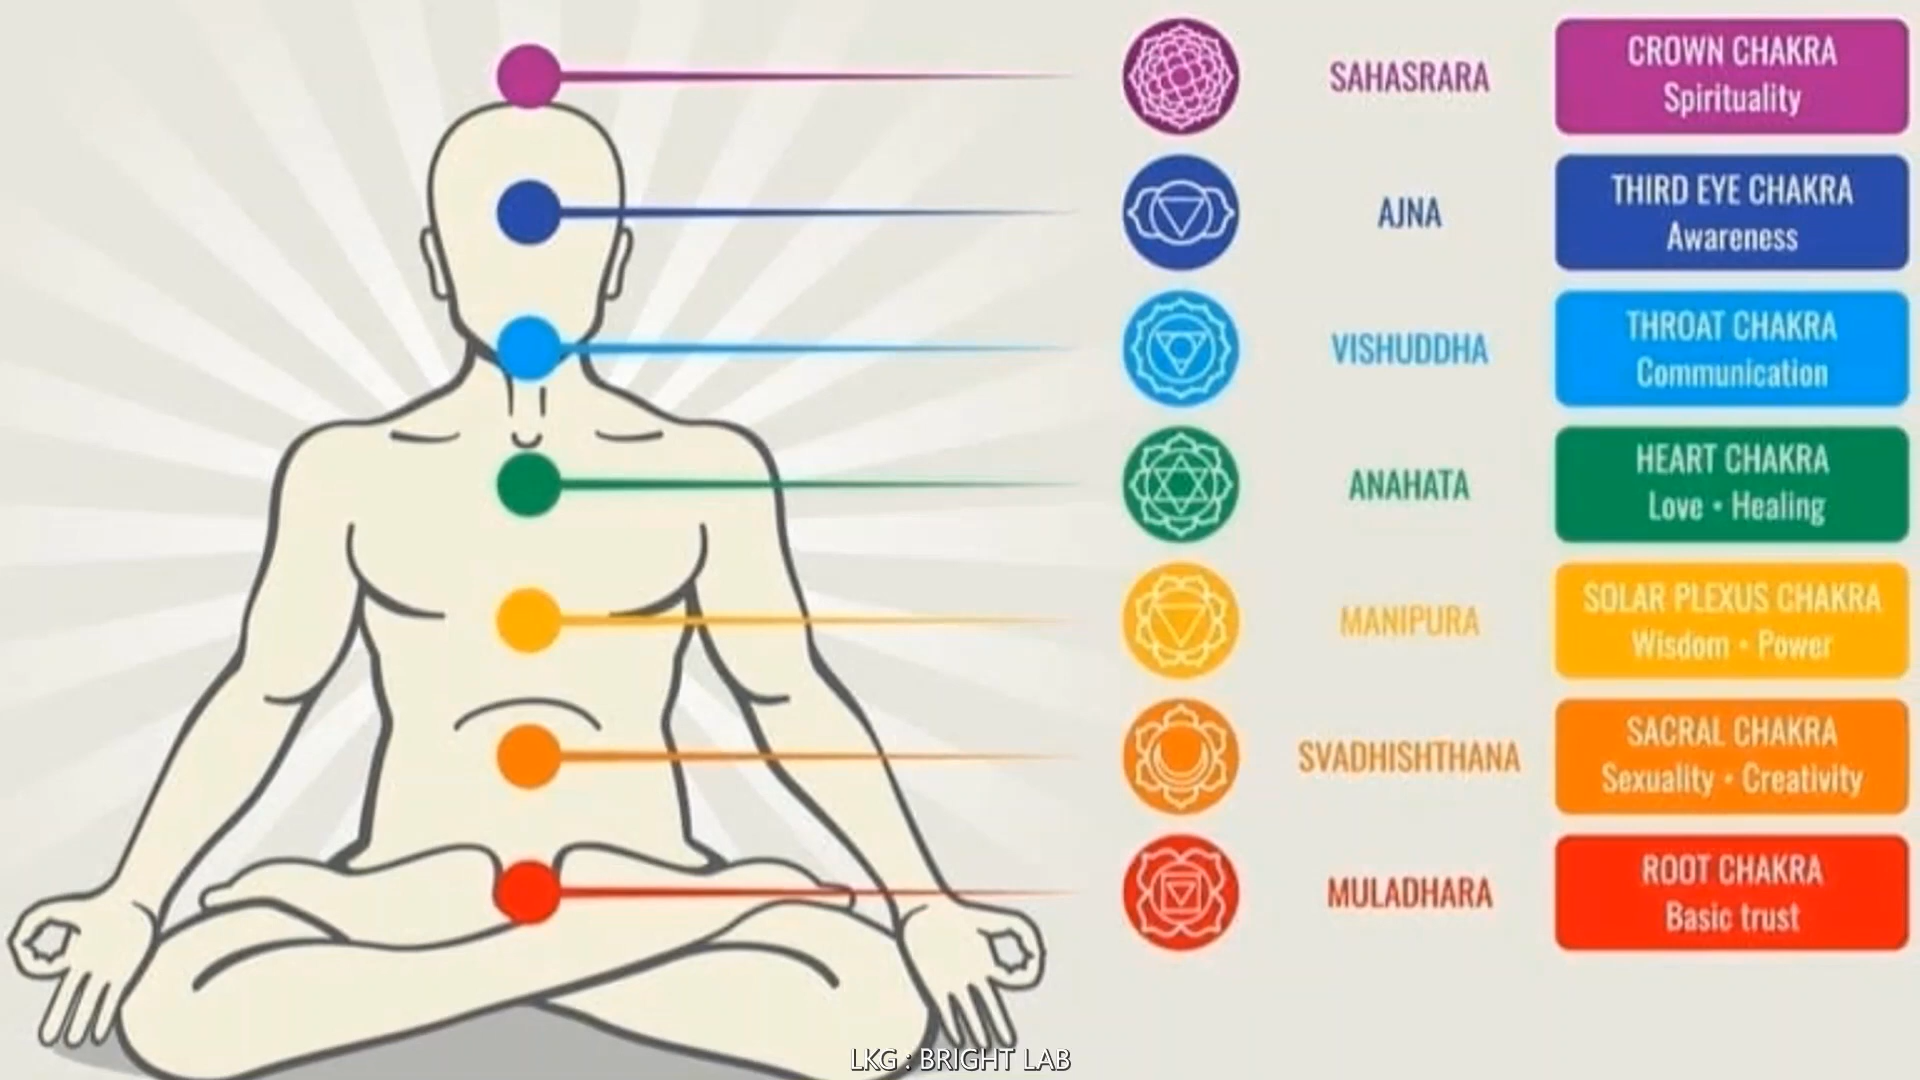 SAHASRARA
CROWN CHAKRA
Spirituality
AJNA
THIRD EYE CHAKRA
Awareness
VISHUDDHA
THROAT CHAKRA
Communication
ANAHATA
HEART CHAKRA
Love • Healing
MANIPURA
SOLAR PLEXUS CHAKRA
Wisdom • Power
SVADHISHTHANA
SACRAL CHAKRA
Sexuality • Creativity
MULADHARA
ROOT CHAKRA
Basic trust
LKG : BRIGHT LAB